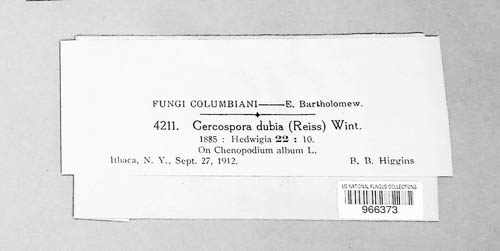 FUNGI COLUMBIANI—E. Bartholomew.
4211. Cercospora dubia (Reiss) Wint.
1885 : Hedwigia 22 : 10.
On Chenopodium album L.
Ithaca, N. Y., Sept. 27, 1912. B. B. Higgins
US NATIONAL FUNGUS COLLECTIONS
966373